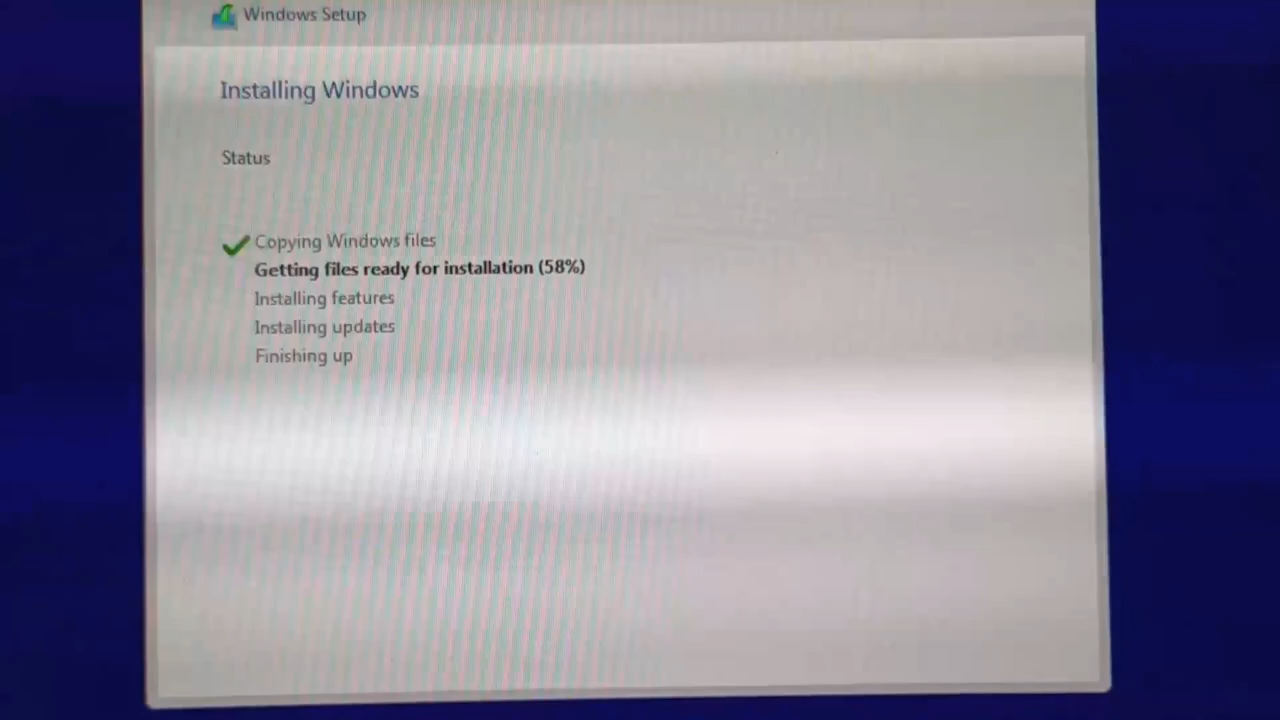 Windows Setup
Installing Windows
Status
Copying Windows files
Getting files ready for installation (58%)
Installing features
Installing updates
Finishing up